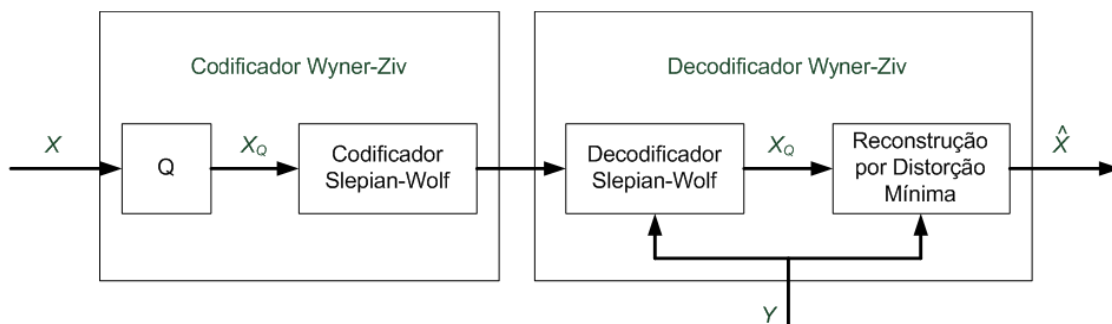 Codificador Wyner-Ziv
Decodificador Wyner-Ziv
X
Q
X_Q
Codificador
Slepian-Wolf
Decodificador
Slepian-Wolf
X_Q
Reconstrução
por Distorção
Mínima
X̂
Y